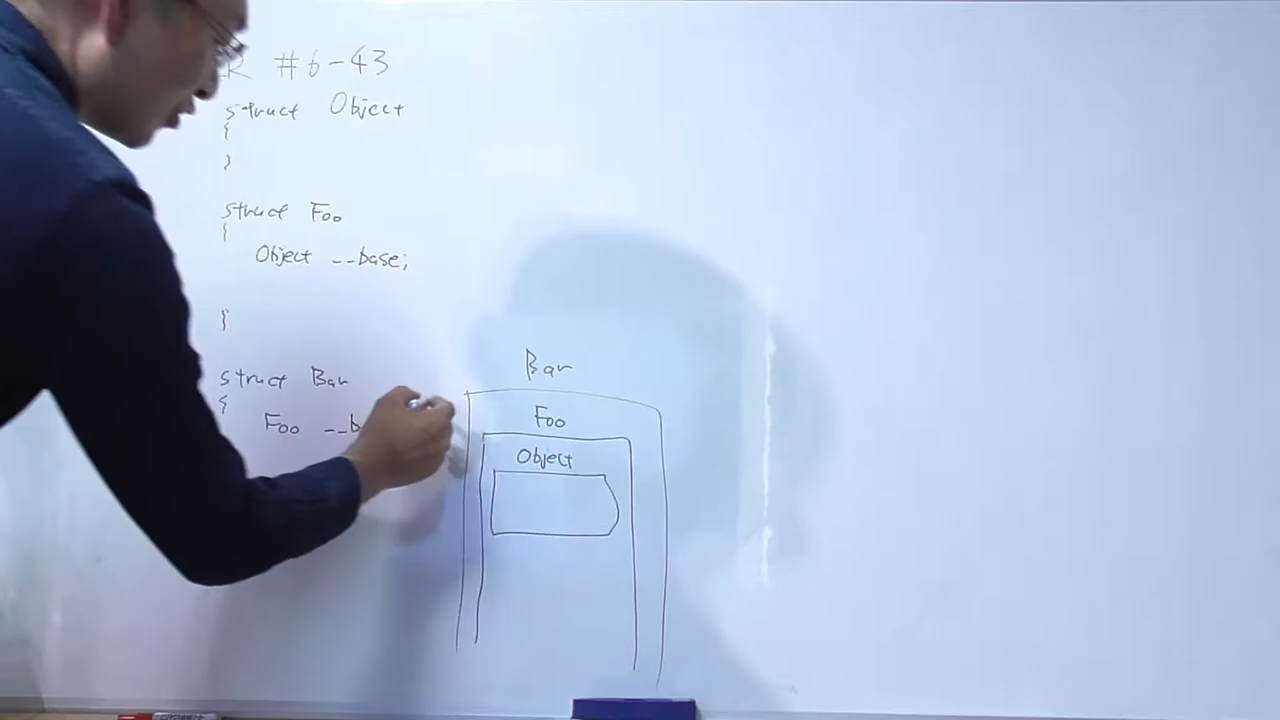 R #6-43
struct Object
{
}
struct Foo
{
Object __base;
}
struct Bar
{
Foo
Bar
Foo
Object